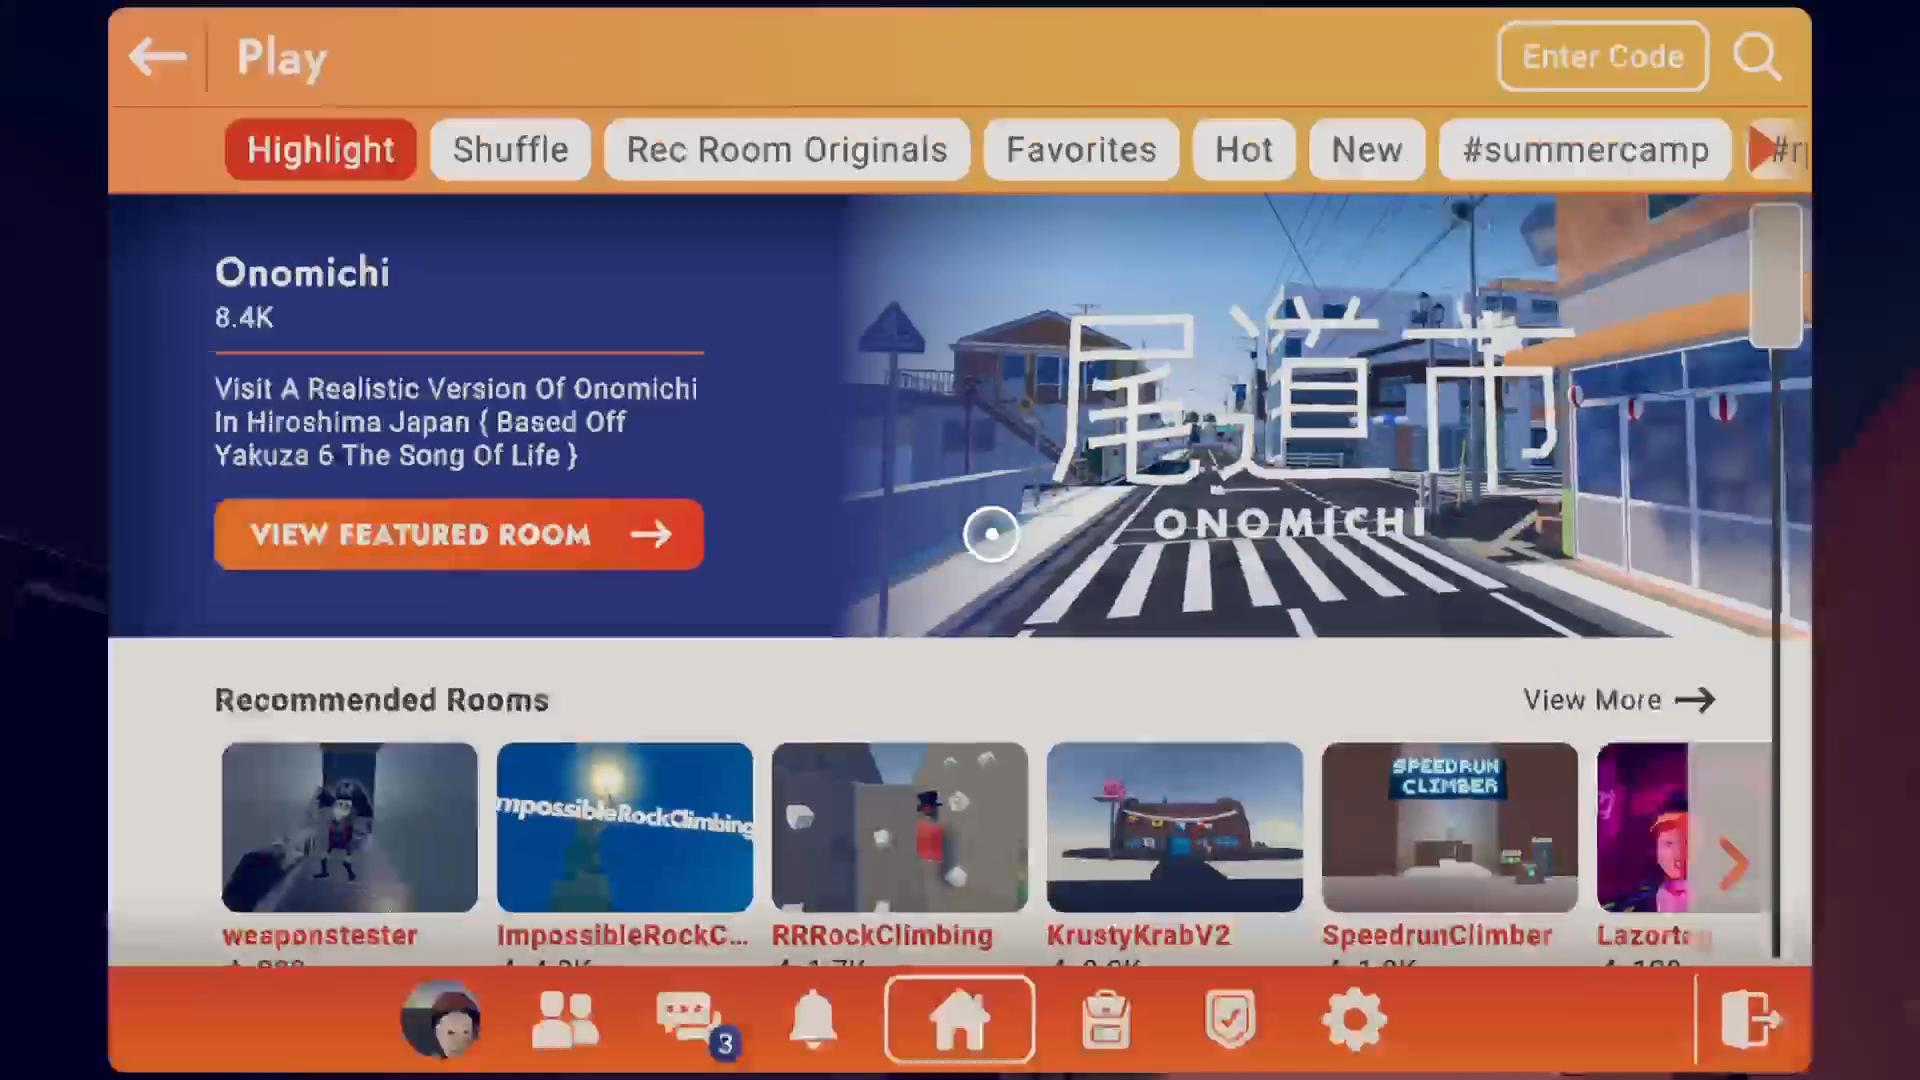 Play
Enter Code
Highlight
Shuffle
Rec Room Originals
Favorites
Hot
New
#summercamp
Onomichi
8.4K
Visit A Realistic Version Of Onomichi
In Hiroshima Japan { Based Off
Yakuza 6 The Song Of Life }
VIEW FEATURED ROOM
尾道市
ONOMICHI
Recommended Rooms
View More
mpossibleRockClimbing
SPEEDRUN
CLIMBER
weaponstester
ImpossibleRockC...
RRRockClimbing
KrustyKrabV2
SpeedrunClimber
3